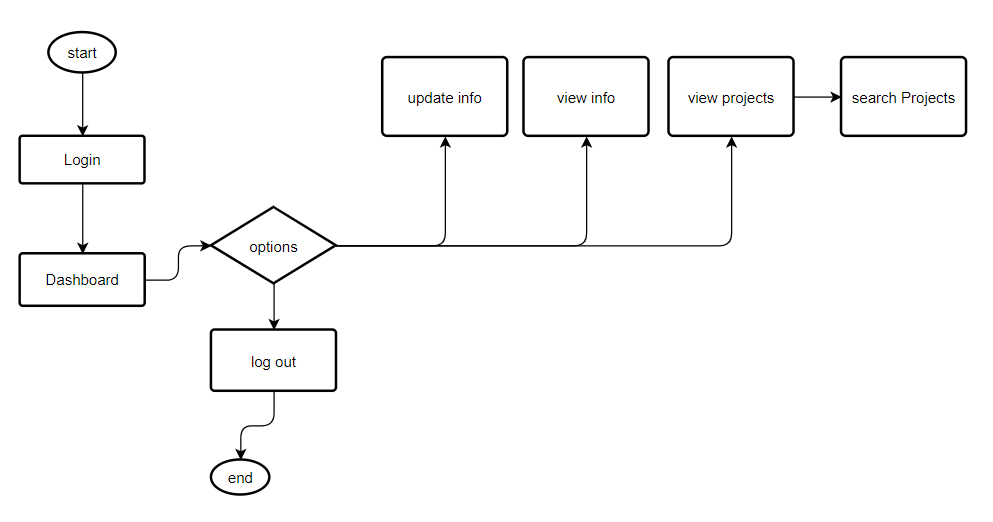 start
update info
view info
view projects
search Projects
Login
options
Dashboard
log out
end